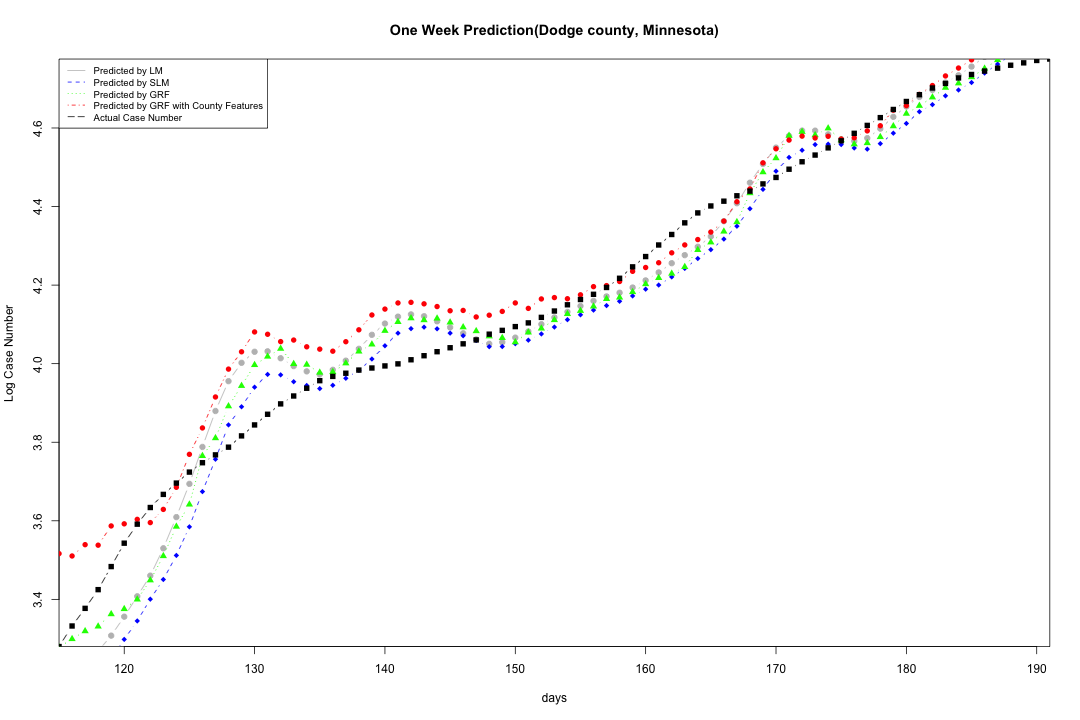 One Week Prediction(Dodge county, Minnesota)
Predicted by LM
Predicted by SLM
Predicted by GRF
Predicted by GRF with County Features
Actual Case Number
Log Case Number
4.6
4.4
4.2
4.0
3.8
3.6
3.4
120 130 140 150 160 170 180 190
days